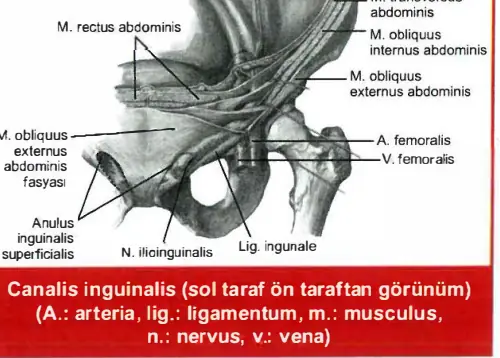 abdominis
M. rectus abdominis
M. obliquus
internus abdominis
M. obliquus
externus abdominis
M. obliquus
externus
abdominis
fasyası
A. femoralis
V. femoralis
Anulus
inguinalis
superficialis
N. ilioinguinalis
Lig. ingunale
Canalis inguinalis (sol taraf ön taraftan görünüm)
(A.: arteria, lig.: ligamentum, m.: musculus,
n.: nervus, v.: vena)